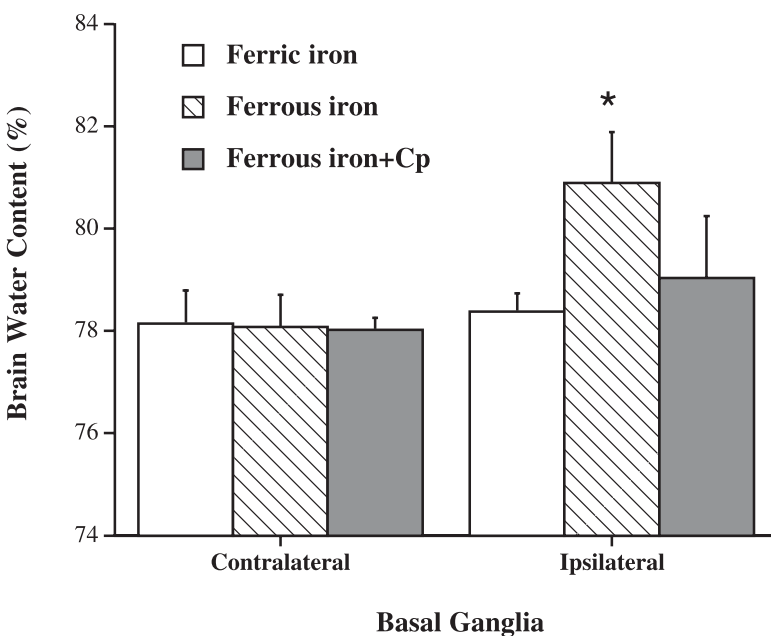 84
82
80
78
76
74
Brain Water Content (%)
Ferric iron
Ferrous iron
Ferrous iron+Cp
*
Contralateral
Ipsilateral
Basal Ganglia